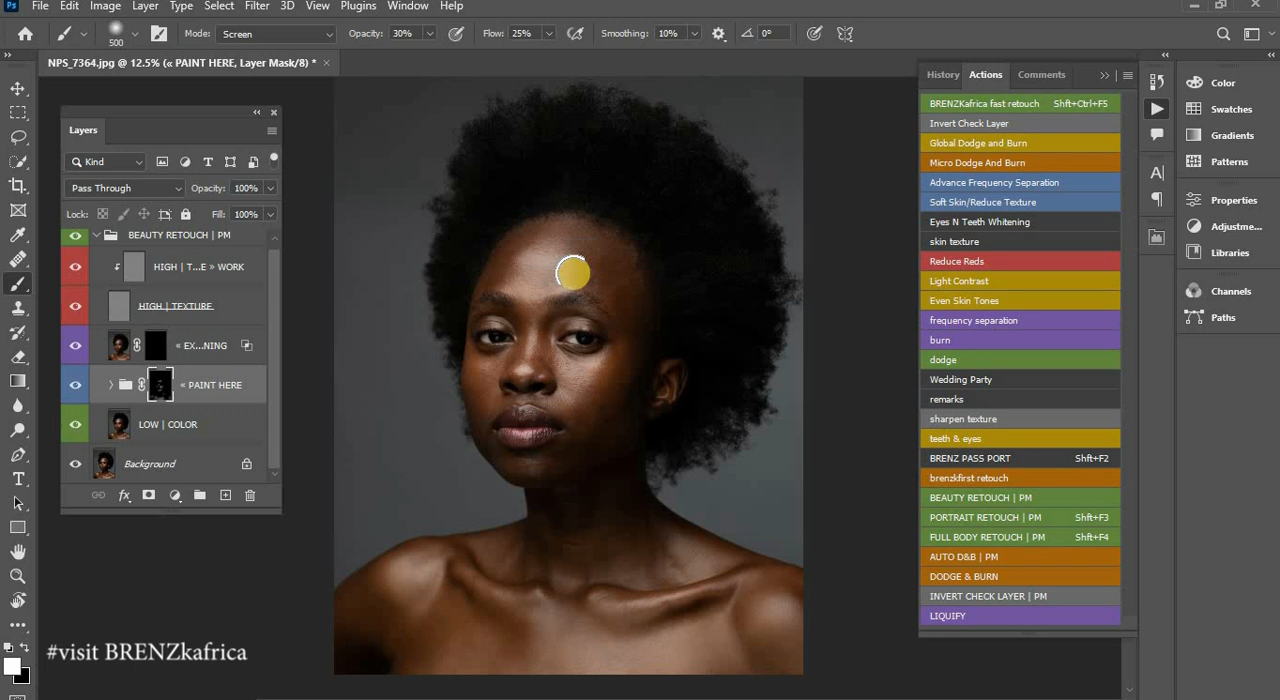 Ps File Edit Image Layer Type Select Filter 3D View Plugins Window Help
500 Mode: Screen Opacity: 30% Flow: 25% Smoothing: 10% 0°
NPS_7364.jpg @ 12.5% (« PAINT HERE, Layer Mask/8) *
Layers
Kind
Pass Through Opacity: 100%
Lock: Fill: 100%
BEAUTY RETOUCH | PM
HIGH | T...E » WORK
HIGH | TEXTURE
« EX...NING
« PAINT HERE
LOW | COLOR
Background
fx
#visit BRENZkafrica
History Actions Comments
BRENZKafrica fast retouch Shft+Ctrl+F5
Invert Check Layer
Global Dodge and Burn
Micro Dodge And Burn
Advance Frequency Separation
Soft Skin/Reduce Texture
Eyes N Teeth Whitening
skin texture
Reduce Reds
Light Contrast
Even Skin Tones
frequency separation
burn
dodge
Wedding Party
remarks
sharpen texture
teeth & eyes
BRENZ PASS PORT Shft+F2
brenzkfirst retouch
BEAUTY RETOUCH | PM
PORTRAIT RETOUCH | PM Shft+F3
FULL BODY RETOUCH | PM Shft+F4
AUTO D&B | PM
DODGE & BURN
INVERT CHECK LAYER | PM
LIQUIFY
Color
Swatches
Gradients
Patterns
Properties
Adjustme...
Libraries
Channels
Paths